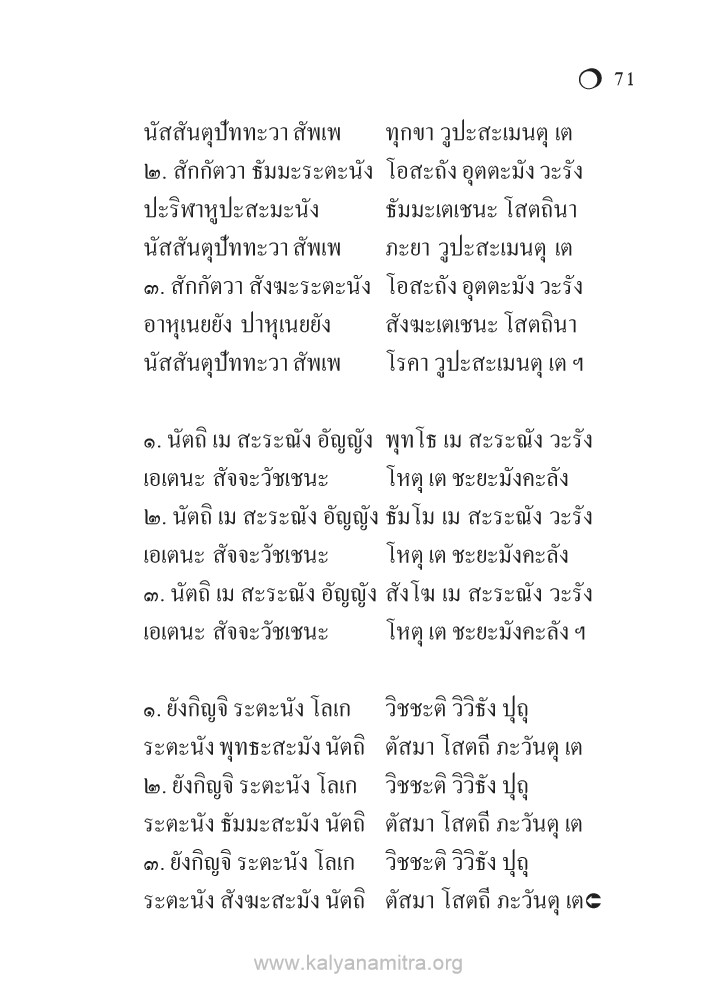 71
นัสสันตุปัททะวา สัพเพ ทุกขา วูปะสะเมนตุ เต
๒. สักกัตวา ธัมมะระตะนัง โอสะถัง อุตตะมัง วะรัง
ปะริฬาหูปะสะมะนัง ธัมมะเตเชนะ โสตถินา
นัสสันตุปัททะวา สัพเพ ภะยา วูปะสะเมนตุ เต
๓. สักกัตวา สังฆะระตะนัง โอสะถัง อุตตะมัง วะรัง
อาหุเนยยัง ปาหุเนยยัง สังฆะเตเชนะ โสตถินา
นัสสันตุปัททะวา สัพเพ โรคา วูปะสะเมนตุ เต ฯ
๑. นัตถิ เม สะระณัง อัญญัง พุทโธ เม สะระณัง วะรัง
เอเตนะ สัจจะวัชเชนะ โหตุ เต ชะยะมังคะลัง
๒. นัตถิ เม สะระณัง อัญญัง ธัมโม เม สะระณัง วะรัง
เอเตนะ สัจจะวัชเชนะ โหตุ เต ชะยะมังคะลัง
๓. นัตถิ เม สะระณัง อัญญัง สังโฆ เม สะระณัง วะรัง
เอเตนะ สัจจะวัชเชนะ โหตุ เต ชะยะมังคะลัง ฯ
๑. ยังกิญจิ ระตะนัง โลเก วิชชะติ วิวิธัง ปุถุ
ระตะนัง พุทธะสะมัง นัตถิ ตัสมา โสตถี ภะวันตุ เต
๒. ยังกิญจิ ระตะนัง โลเก วิชชะติ วิวิธัง ปุถุ
ระตะนัง ธัมมะสะมัง นัตถิ ตัสมา โสตถี ภะวันตุ เต
๓. ยังกิญจิ ระตะนัง โลเก วิชชะติ วิวิธัง ปุถุ
ระตะนัง สังฆะสะมัง นัตถิ ตัสมา โสตถี ภะวันตุ เต
www.kalyanamitra.org